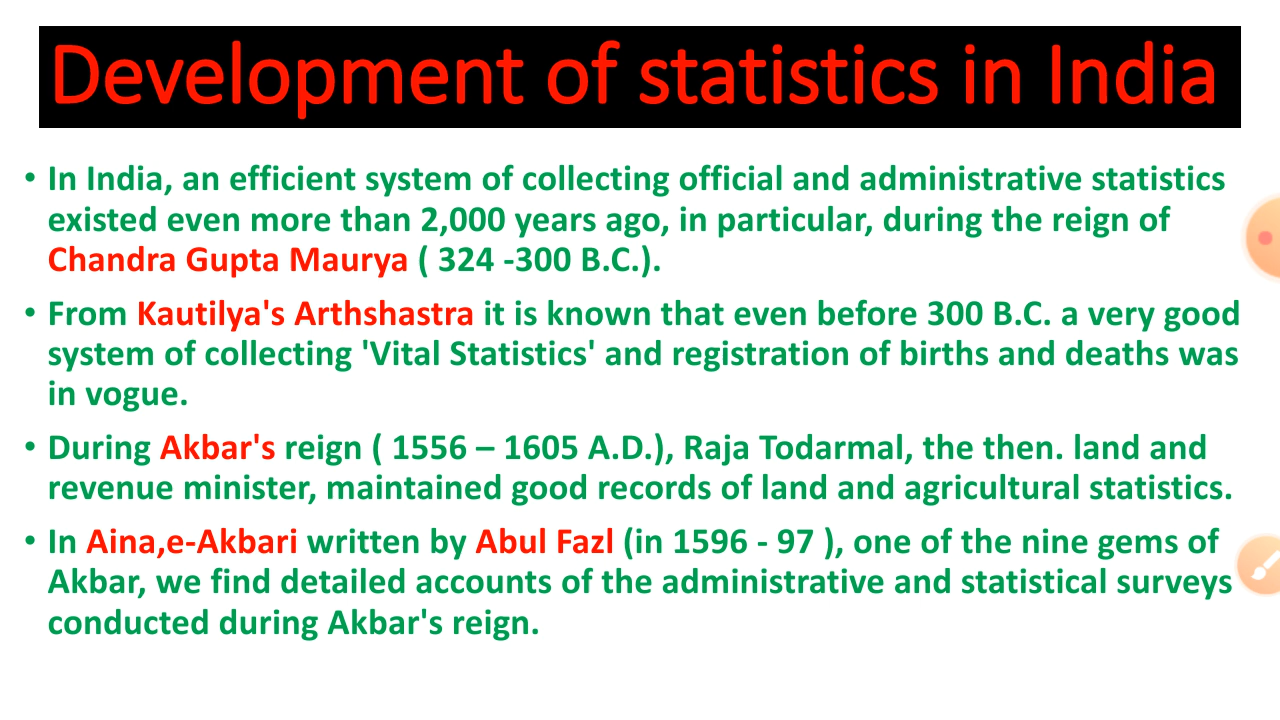 Development of statistics in India
• In India, an efficient system of collecting official and administrative statistics
existed even more than 2,000 years ago, in particular, during the reign of
Chandra Gupta Maurya ( 324 -300 B.C.).
• From Kautilya's Arthshastra it is known that even before 300 B.C. a very good
system of collecting 'Vital Statistics' and registration of births and deaths was
in vogue.
• During Akbar's reign ( 1556 – 1605 A.D.), Raja Todarmal, the then. land and
revenue minister, maintained good records of land and agricultural statistics.
• In Aina,e-Akbari written by Abul Fazl (in 1596 - 97 ), one of the nine gems of
Akbar, we find detailed accounts of the administrative and statistical surveys
conducted during Akbar's reign.